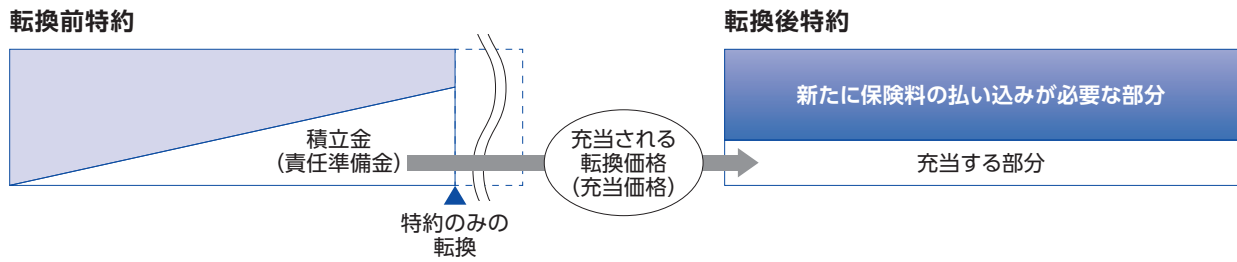 転換前特約
転換後特約
新たに保険料の払い込みが必要な部分
積立金
(責任準備金)
充当される
転換価格
(充当価格)
充当する部分
特約のみの
転換